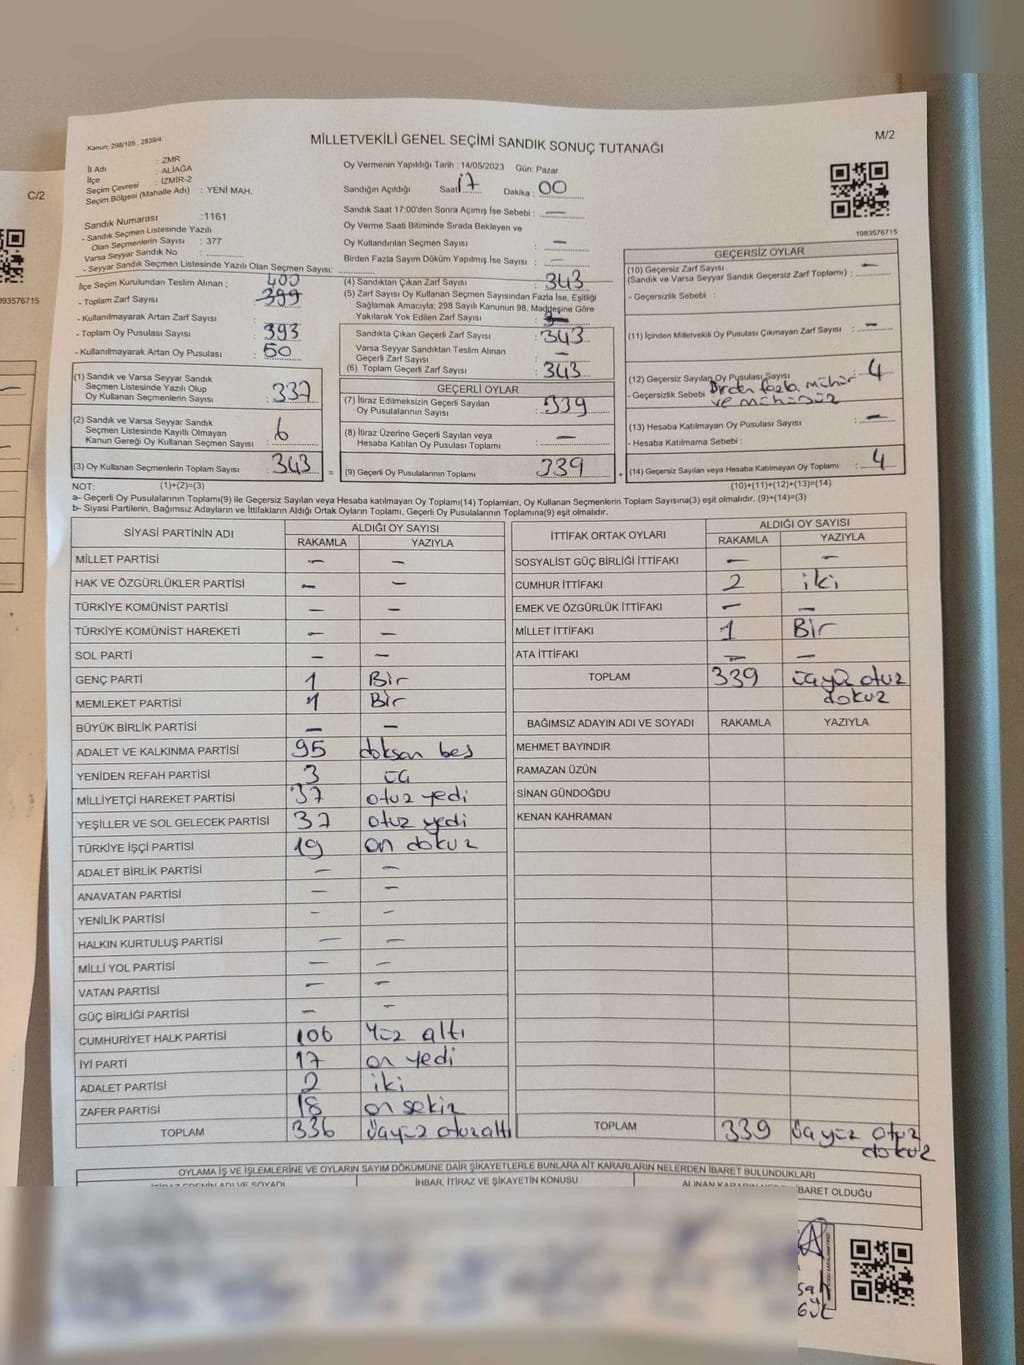 Kanun: 298/105 , 2839/4
MİLLETVEKİLİ GENEL SEÇİMİ SANDIK SONUÇ TUTANAĞI
M/2
C/2
İl Adı : ZMR
İlçe : ALİAĞA
Seçim Çevresi : İZMİR-2
Seçim Bölgesi (Mahalle Adı) : YENİ MAH.
Sandık Numarası :1161
- Sandık Seçmen Listesinde Yazılı
Olan Seçmenlerin Sayısı : 377
Varsa Seyyar Sandık No :
- Seyyar Sandık Seçmen Listesinde Yazılı Olan Seçmen Sayısı:
İlçe Seçim Kurulundan Teslim Alınan ; 400
- Toplam Zarf Sayısı : 399
- Kullanılmayarak Artan Zarf Sayısı :
- Toplam Oy Pusulası Sayısı : 393
- Kullanılmayarak Artan Oy Pusulası : 50
(1) Sandık ve Varsa Seyyar Sandık
Seçmen Listesinde Yazılı Olup
Oy Kullanan Seçmenlerin Sayısı : 337
(2) Sandık ve Varsa Seyyar Sandık
Seçmen Listesinde Kayıtlı Olmayan
Kanun Gereği Oy Kullanan Seçmen Sayısı : 6
(3) Oy Kullanan Seçmenlerin Toplam Sayısı : 343
Oy Vermenin Yapıldığı Tarih : 14/05/2023 Gün: Pazar
Sandığın Açıldığı Saat 17 Dakika : 00
Sandık Saat 17:00'den Sonra Açımış İse Sebebi : —
Oy Verme Saati Bitiminde Sırada Bekleyen ve
Oy Kullandırılan Seçmen Sayısı : —
Birden Fazla Sayım Döküm Yapılmış İse Sayısı : —
(4) Sandıktan Çıkan Zarf Sayısı : 343
(5) Zarf Sayısı Oy Kullanan Seçmen Sayısından Fazla İse, Eşitliği
Sağlamak Amacıyla; 298 Sayılı Kanunun 98. Maddesine Göre
Yakılarak Yok Edilen Zarf Sayısı :
Sandıkta Çıkan Geçerli Zarf Sayısı : 343
Varsa Seyyar Sandıktan Teslim Alınan
Geçerli Zarf Sayısı : —
(6) Toplam Geçerli Zarf Sayısı : 343
GEÇERLİ OYLAR
(7) İtiraz Edilmeksizin Geçerli Sayılan
Oy Pusulalarının Sayısı : 339
(8) İtiraz Üzerine Geçerli Sayılan veya
Hesaba Katılan Oy Pusulası Toplamı : —
= (9) Geçerli Oy Pusulalarının Toplamı 339 +
1083576715
GEÇERSİZ OYLAR
(10) Geçersiz Zarf Sayısı
(Sandık ve Varsa Seyyar Sandık Geçersiz Zarf Toplamı) : —
- Geçersizlik Sebebi :
(11) İçinden Milletvekili Oy Pusulası Çıkmayan Zarf Sayısı : —
(12) Geçersiz Sayılan Oy Pusulası Sayısı : 4
- Geçersizlik Sebebi Birden fazla mühür
ve mühürsüz
(13) Hesaba Katılmayan Oy Pusulası Sayısı : —
- Hesaba Katılmama Sebebi :
(14) Geçersiz Sayılan veya Hesaba Katılmayan Oy Toplamı : 4
NOT: (1)+(2)=(3) (10)+(11)+(12)+(13)=(14)
a- Geçerli Oy Pusulalarının Toplamı(9) ile Geçersiz Sayılan veya Hesaba katılmayan Oy Toplamı(14) Toplamları, Oy Kullanan Seçmenlerin Toplam Sayısına(3) eşit olmalıdır. (9)+(14)=(3)
b- Siyasi Partilerin, Bağımsız Adayların ve İttifakların Aldığı Ortak Oyların Toplamı, Geçerli Oy Pusulalarının Toplamına(9) eşit olmalıdır.
SİYASİ PARTİNİN ADI ALDIĞI OY SAYISI
RAKAMLA YAZIYLA
MİLLET PARTİSİ — —
HAK VE ÖZGÜRLÜKLER PARTİSİ — —
TÜRKİYE KOMÜNİST PARTİSİ — —
TÜRKİYE KOMÜNİST HAREKETİ — —
SOL PARTİ — —
GENÇ PARTİ 1 Bir
MEMLEKET PARTİSİ 1 Bir
BÜYÜK BİRLİK PARTİSİ — —
ADALET VE KALKINMA PARTİSİ 95 doksan beş
YENİDEN REFAH PARTİSİ 3 üç
MİLLİYETÇİ HAREKET PARTİSİ 37 otuz yedi
YEŞİLLER VE SOL GELECEK PARTİSİ 37 otuz yedi
TÜRKİYE İŞÇİ PARTİSİ 19 on dokuz
ADALET BİRLİK PARTİSİ — —
ANAVATAN PARTİSİ — —
YENİLİK PARTİSİ — —
HALKIN KURTULUŞ PARTİSİ — —
MİLLİ YOL PARTİSİ — —
VATAN PARTİSİ — —
GÜÇ BİRLİĞİ PARTİSİ — —
CUMHURİYET HALK PARTİSİ 106 Yüz altı
İYİ PARTİ 17 on yedi
ADALET PARTİSİ 2 iki
ZAFER PARTİSİ 18 on sekiz
TOPLAM 336 üçyüz otuzaltı
İTTİFAK ORTAK OYLARI ALDIĞI OY SAYISI
RAKAMLA YAZIYLA
SOSYALİST GÜÇ BİRLİĞİ İTTİFAKI — —
CUMHUR İTTİFAKI 2 iki
EMEK VE ÖZGÜRLÜK İTTİFAKI — —
MİLLET İTTİFAKI 1 Bir
ATA İTTİFAKI — —
TOPLAM 339 üçyüz otuz
dokuz
BAĞIMSIZ ADAYIN ADI VE SOYADI RAKAMLA YAZIYLA
MEHMET BAYINDIR
RAMAZAN ÜZÜN
SİNAN GÜNDOĞDU
KENAN KAHRAMAN
TOPLAM 339 üçyüz otuz
dokuz
OYLAMA İŞ VE İŞLEMLERİNE VE OYLARIN SAYIM DÖKÜMÜNE DAİR ŞİKAYETLERLE BUNLARA AİT KARARLARIN NELERDEN İBARET BULUNDUKLARI
İHBAR, İTİRAZ VE ŞİKAYETİN KONUSU
BARET OLDUĞU